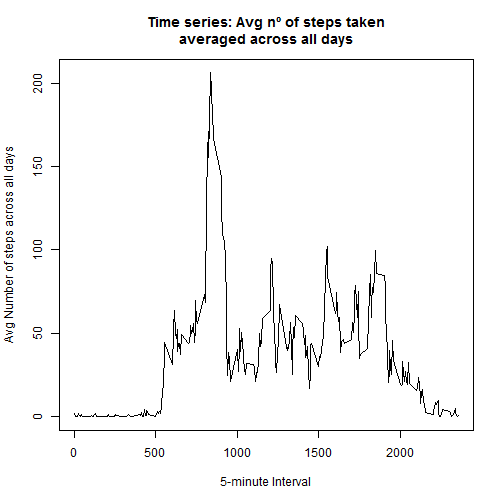 Time series: Avg nº of steps taken
averaged across all days
Avg Number of steps across all days
200
150
100
50
0
0 500 1000 1500 2000
5-minute Interval